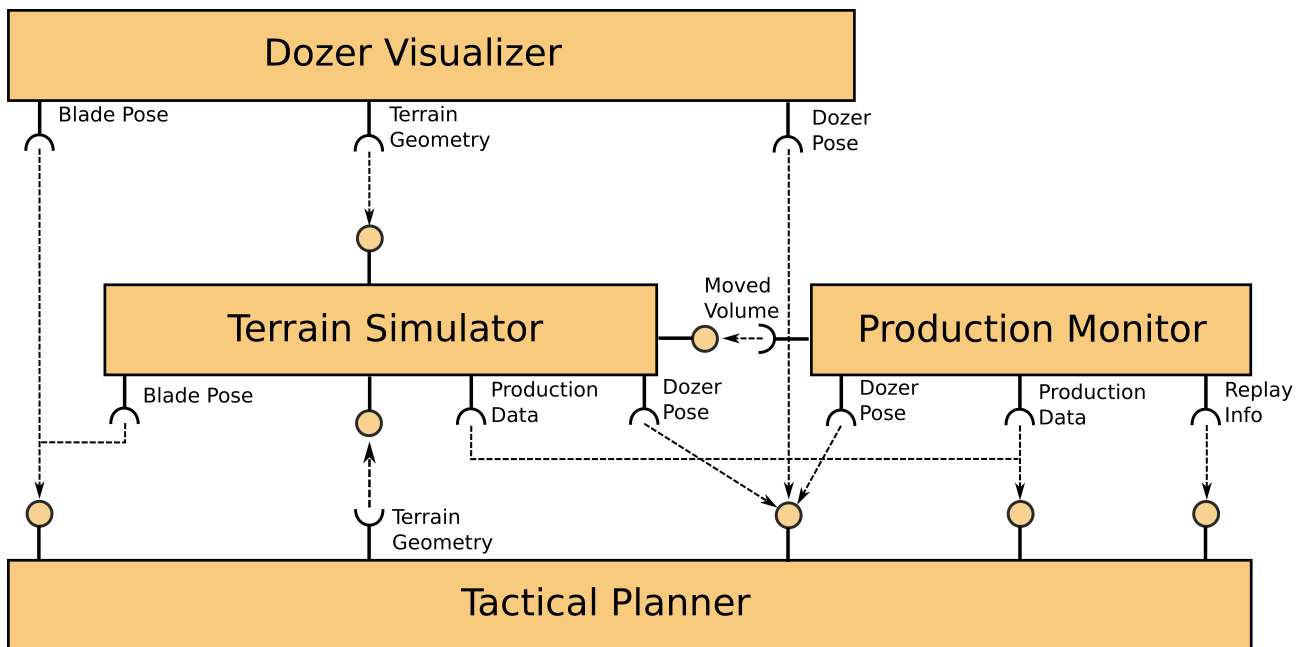 Dozer Visualizer
Blade Pose
Terrain
Geometry
Dozer
Pose
Moved
Volume
Terrain Simulator
Production Monitor
Blade Pose
Production
Data
Dozer
Pose
Dozer
Pose
Production
Data
Replay
Info
Terrain
Geometry
Tactical Planner